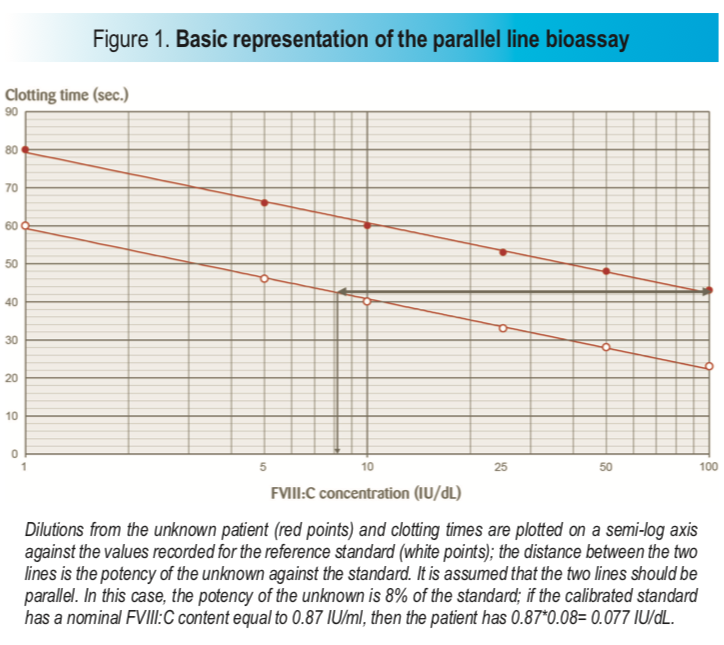 Figure 1. Basic representation of the parallel line bioassay
Clotting time (sec.)
90
80
70
60
50
40
30
20
10
0
1 5 10 25 50 100
FVIII:C concentration (IU/dL)
Dilutions from the unknown patient (red points) and clotting times are plotted on a semi-log axis
against the values recorded for the reference standard (white points); the distance between the two
lines is the potency of the unknown against the standard. It is assumed that the two lines should be
parallel. In this case, the potency of the unknown is 8% of the standard; if the calibrated standard
has a nominal FVIII:C content equal to 0.87 IU/ml, then the patient has 0.87*0.08= 0.077 IU/dL.